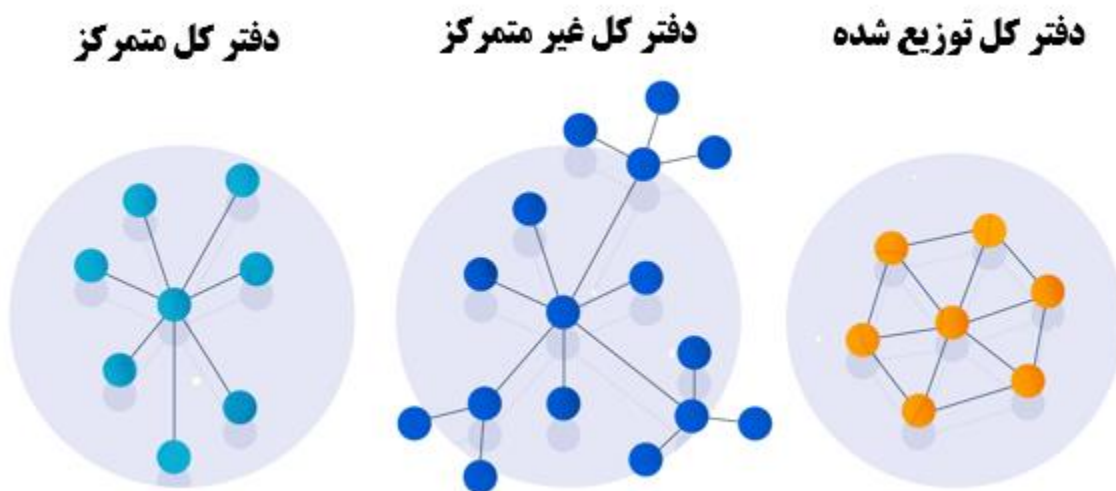 دفتر کل توزیع شده
دفتر کل غیر متمرکز
دفتر کل متمرکز